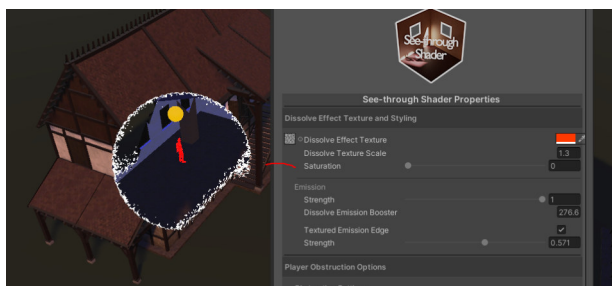 See-through
Shader
See-through Shader Properties
Dissolve Effect Texture and Styling
Dissolve Effect Texture
Dissolve Texture Scale 1.3
Saturation 0
Emission
Strength 1
Dissolve Emission Booster 276.6
Textured Emission Edge
Strength 0.571
Player Obstruction Options